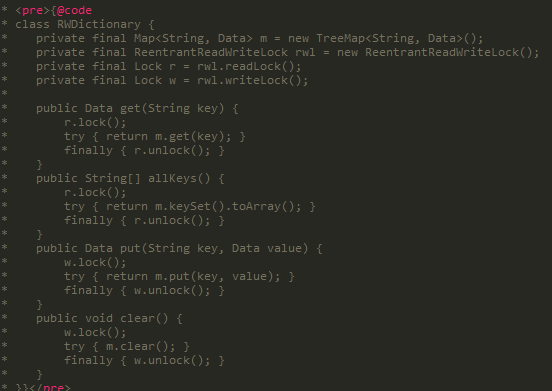 * <pre>{@code
* class RWDictionary {
*    private final Map<String, Data> m = new TreeMap<String, Data>();
*    private final ReentrantReadWriteLock rwl = new ReentrantReadWriteLock();
*    private final Lock r = rwl.readLock();
*    private final Lock w = rwl.writeLock();
*
*    public Data get(String key) {
*        r.lock();
*        try { return m.get(key); }
*        finally { r.unlock(); }
*    }
*    public String[] allKeys() {
*        r.lock();
*        try { return m.keySet().toArray(); }
*        finally { r.unlock(); }
*    }
*    public Data put(String key, Data value) {
*        w.lock();
*        try { return m.put(key, value); }
*        finally { w.unlock(); }
*    }
*    public void clear() {
*        w.lock();
*        try { m.clear(); }
*        finally { w.unlock(); }
*    }
* }}</pre>